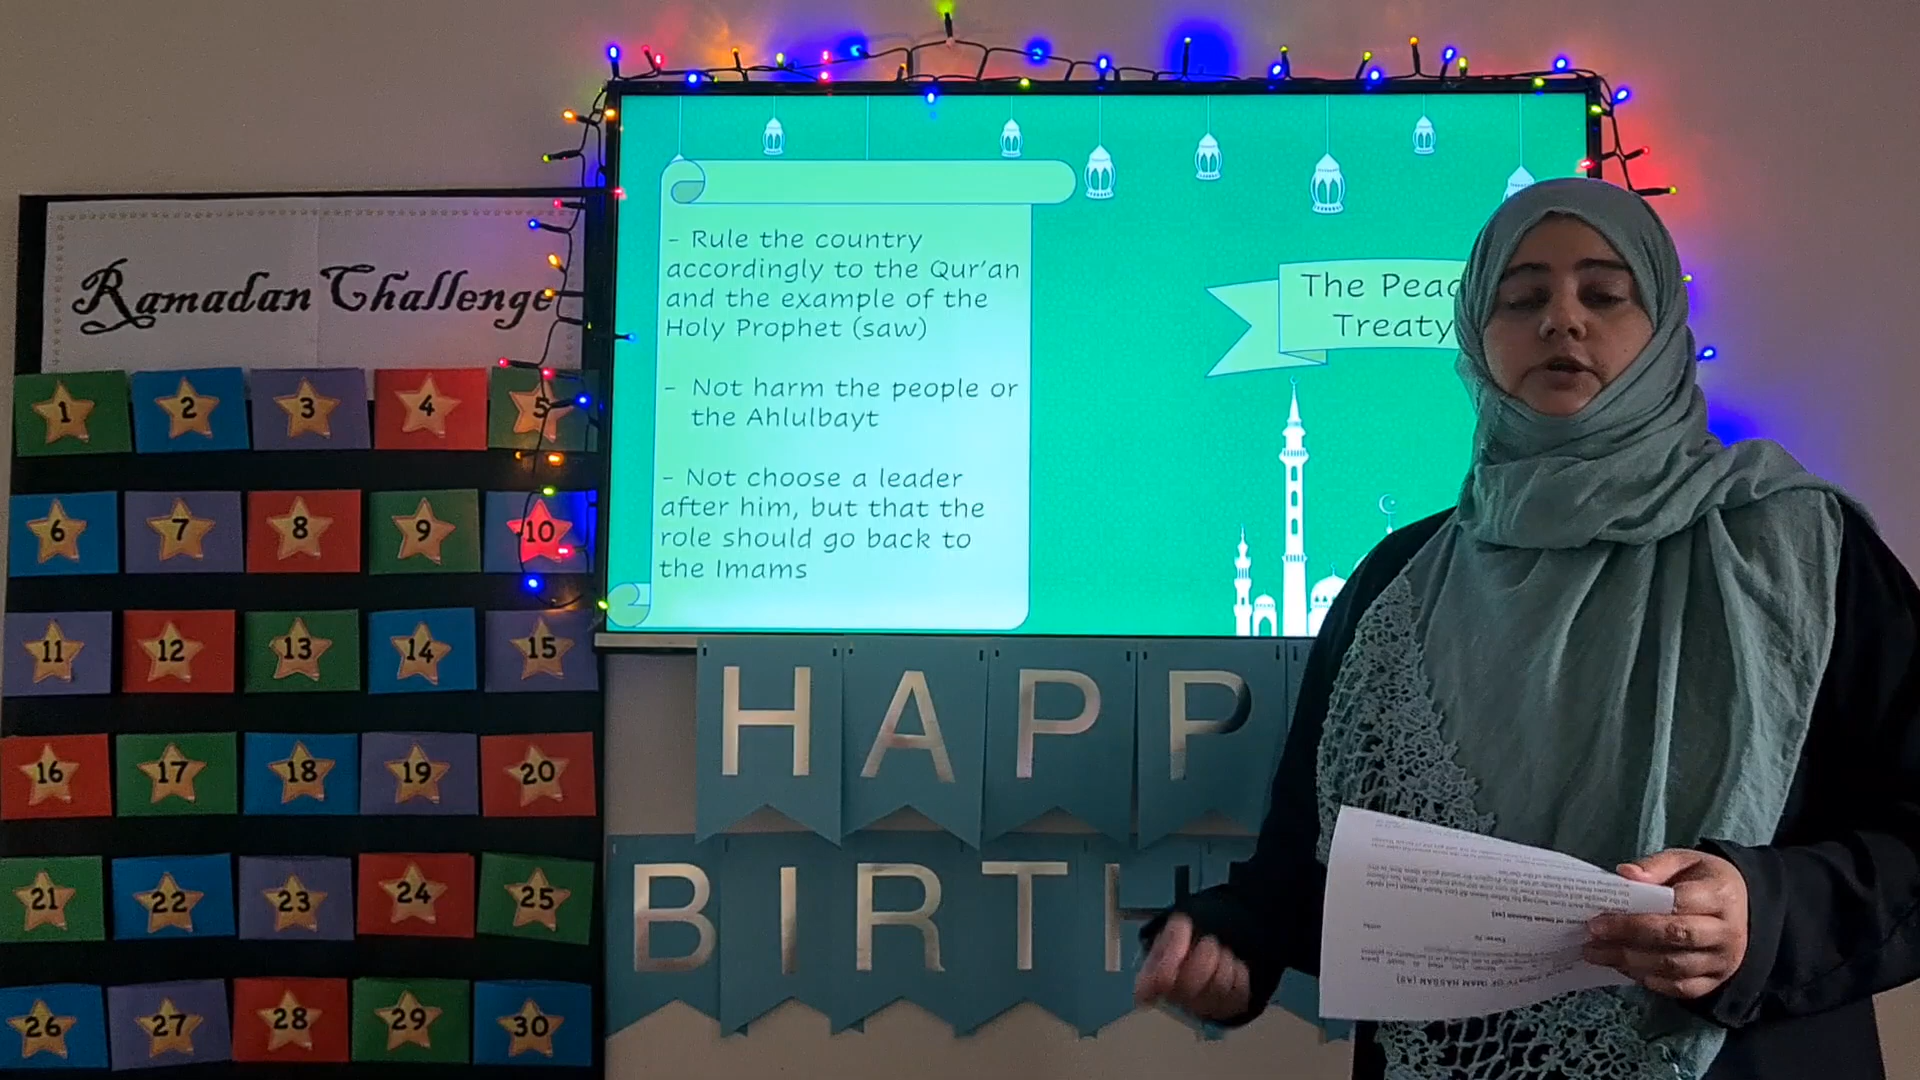 Ramadan Challenge
1 2 3 4 5
6 7 8 9 10
11 12 13 14 15
16 17 18 19 20
21 22 23 24 25
26 27 28 29 30
- Rule the country
accordingly to the Qur'an
and the example of the
Holy Prophet (saw)
- Not harm the people or
the Ahlulbayt
- Not choose a leader
after him, but that the
role should go back to
the Imams
The Peac
Treaty
HAPP
BIRTH